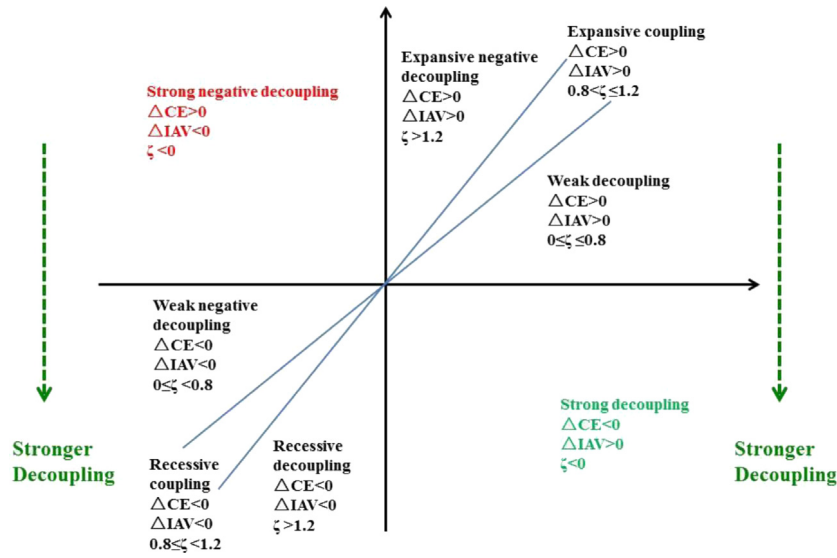 Expansive coupling
△CE>0
△IAV>0
0.8<ζ≤1.2
Expansive negative
decoupling
△CE>0
△IAV>0
ζ >1.2
Strong negative decoupling
△CE>0
△IAV<0
ζ <0
Weak decoupling
△CE>0
△IAV>0
0≤ζ ≤0.8
Weak negative
decoupling
△CE<0
△IAV<0
0≤ζ <0.8
Strong decoupling
△CE<0
△IAV>0
ζ<0
Stronger
Decoupling
Recessive
coupling
△CE<0
△IAV<0
0.8≤ζ <1.2
Recessive
decoupling
△CE<0
△IAV<0
ζ >1.2
Stronger
Decoupling